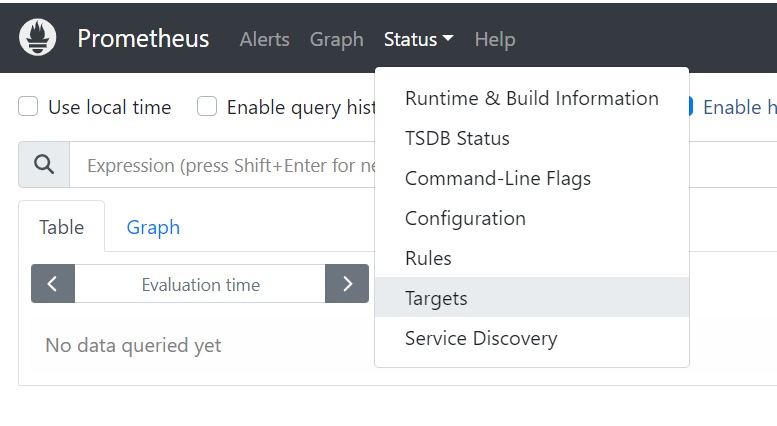 Prometheus Alerts Graph Status Help
Use local time Enable query hist Enable h
Expression (press Shift+Enter for ne
Table Graph
Evaluation time
No data queried yet
Runtime & Build Information
TSDB Status
Command-Line Flags
Configuration
Rules
Targets
Service Discovery